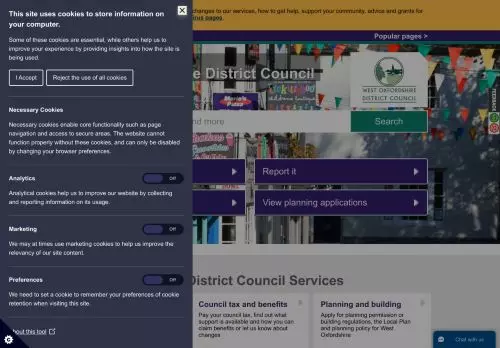 This site uses cookies to store information on
your computer.
Some of these cookies are essential, while others help us to
improve your experience by providing insights into how the site is
being used.
I Accept
Reject the use of all cookies
Necessary Cookies
Necessary cookies enable core functionality such as page
navigation and access to secure areas. The website cannot
function properly without these cookies, and can only be disabled
by changing your browser preferences.
Analytics
Off
Analytical cookies help us to improve our website by collecting
and reporting information on its usage.
Marketing
Off
We may at times use marketing cookies to help us improve the
relevancy of our site content.
Preferences
Off
We need to set a cookie to remember your preferences of cookie
retention when visiting this site.
About this tool
changes to our services, how to get help, support your community, advice and grants for
pages.
Popular pages >
District Council
WEST OXFORDSHIRE
DISTRICT COUNCIL
nd more
Search
Report it
View planning applications
District Council Services
Council tax and benefits
Pay your council tax, find out what
support is available and how you can
claim benefits or let us know about
changes
Planning and building
Apply for planning permission or
building regulations, the Local Plan
and planning policy for West
Oxfordshire
Chat with us